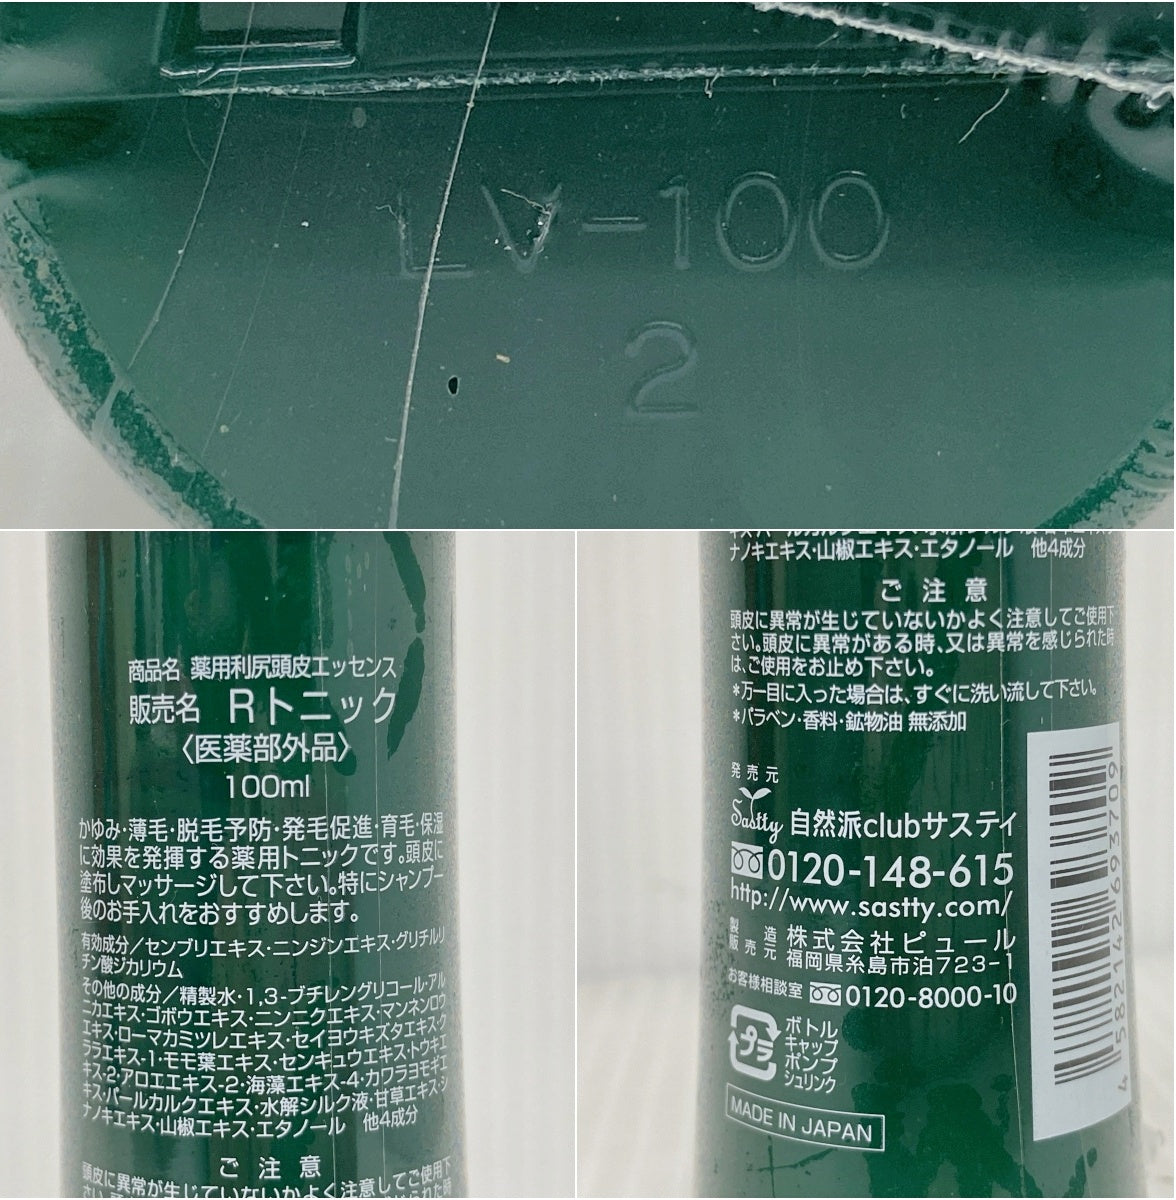 LV-100
2
商品名 薬用利尻頭皮エッセンス
販売名 Rトニック
〈医薬部外品〉
100ml
かゆみ・薄毛・脱毛予防・発毛促進・育毛・保湿
に効果を発揮する薬用トニックです。頭皮に
塗布しマッサージして下さい。特にシャンプー
後のお手入れをおすすめします。
有効成分／センブリエキス・ニンジンエキス・グリチルリ
チン酸ジカリウム
その他の成分／精製水・1,3-ブチレングリコール・アル
ニカエキス・ゴボウエキス・ニンニクエキス・マンネンロウ
エキス・ローマカミツレエキス・セイヨウキズタエキス・ク
ララエキス-1・モモ葉エキス・センキュウエキス・トウキエ
キス-2・アロエエキス-2・海藻エキス-4・カワラヨモギエ
キス・パールカルクエキス・水解シルク液・甘草エキス・シ
ナノキエキス・山椒エキス・エタノール 他4成分
ご注意
頭皮に異常が生じていないかよく注意してご使用下
ナノキエキス・山椒エキス・エタノール 他4成分
ご注意
頭皮に異常が生じていないかよく注意してご使用下
さい。頭皮に異常がある時、又は異常を感じられた時
は、ご使用をお止め下さい。
*万一目に入った場合は、すぐに洗い流して下さい。
*パラベン・香料・鉱物油 無添加
発売元
Sastty 自然派clubサスティ
0120-148-615
http://www.sastty.com/
製造販売元 株式会社ピュール
福岡県糸島市泊723-1
お客様相談室 0120-8000-10
プラ
ボトル
キャップ
ポンプ
シュリンク
MADE IN JAPAN
4582142693709